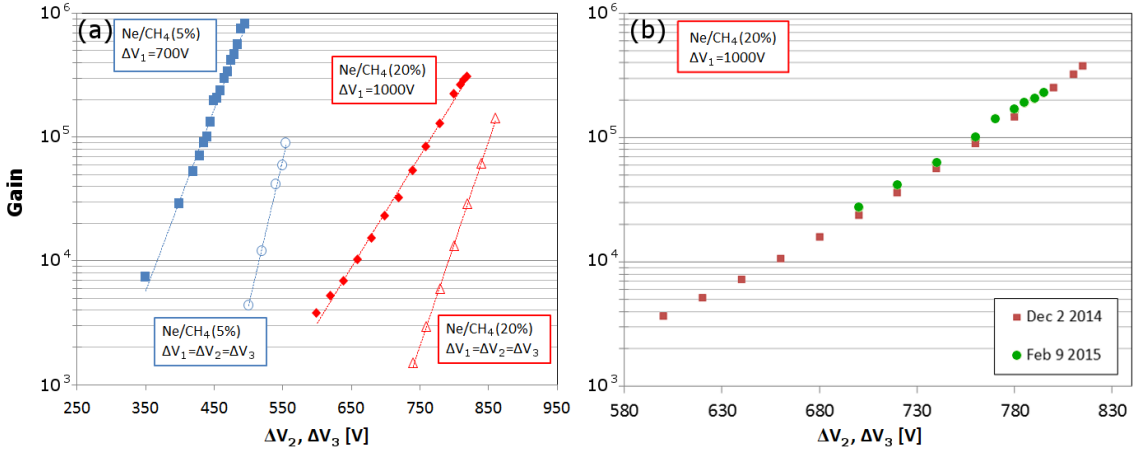 (a)
Ne/CH₄(5%)
ΔV₁=700V
Ne/CH₄(20%)
ΔV₁=1000V
Ne/CH₄(5%)
ΔV₁=ΔV₂=ΔV₃
Ne/CH₄(20%)
ΔV₁=ΔV₂=ΔV₃
Gain
10⁶
10⁵
10⁴
10³
250 350 450 550 650 750 850 950
ΔV₂, ΔV₃ [V]
(b)
Ne/CH₄(20%)
ΔV₁=1000V
10⁶
10⁵
10⁴
10³
Dec 2 2014
Feb 9 2015
580 630 680 730 780 830
ΔV₂, ΔV₃ [V]